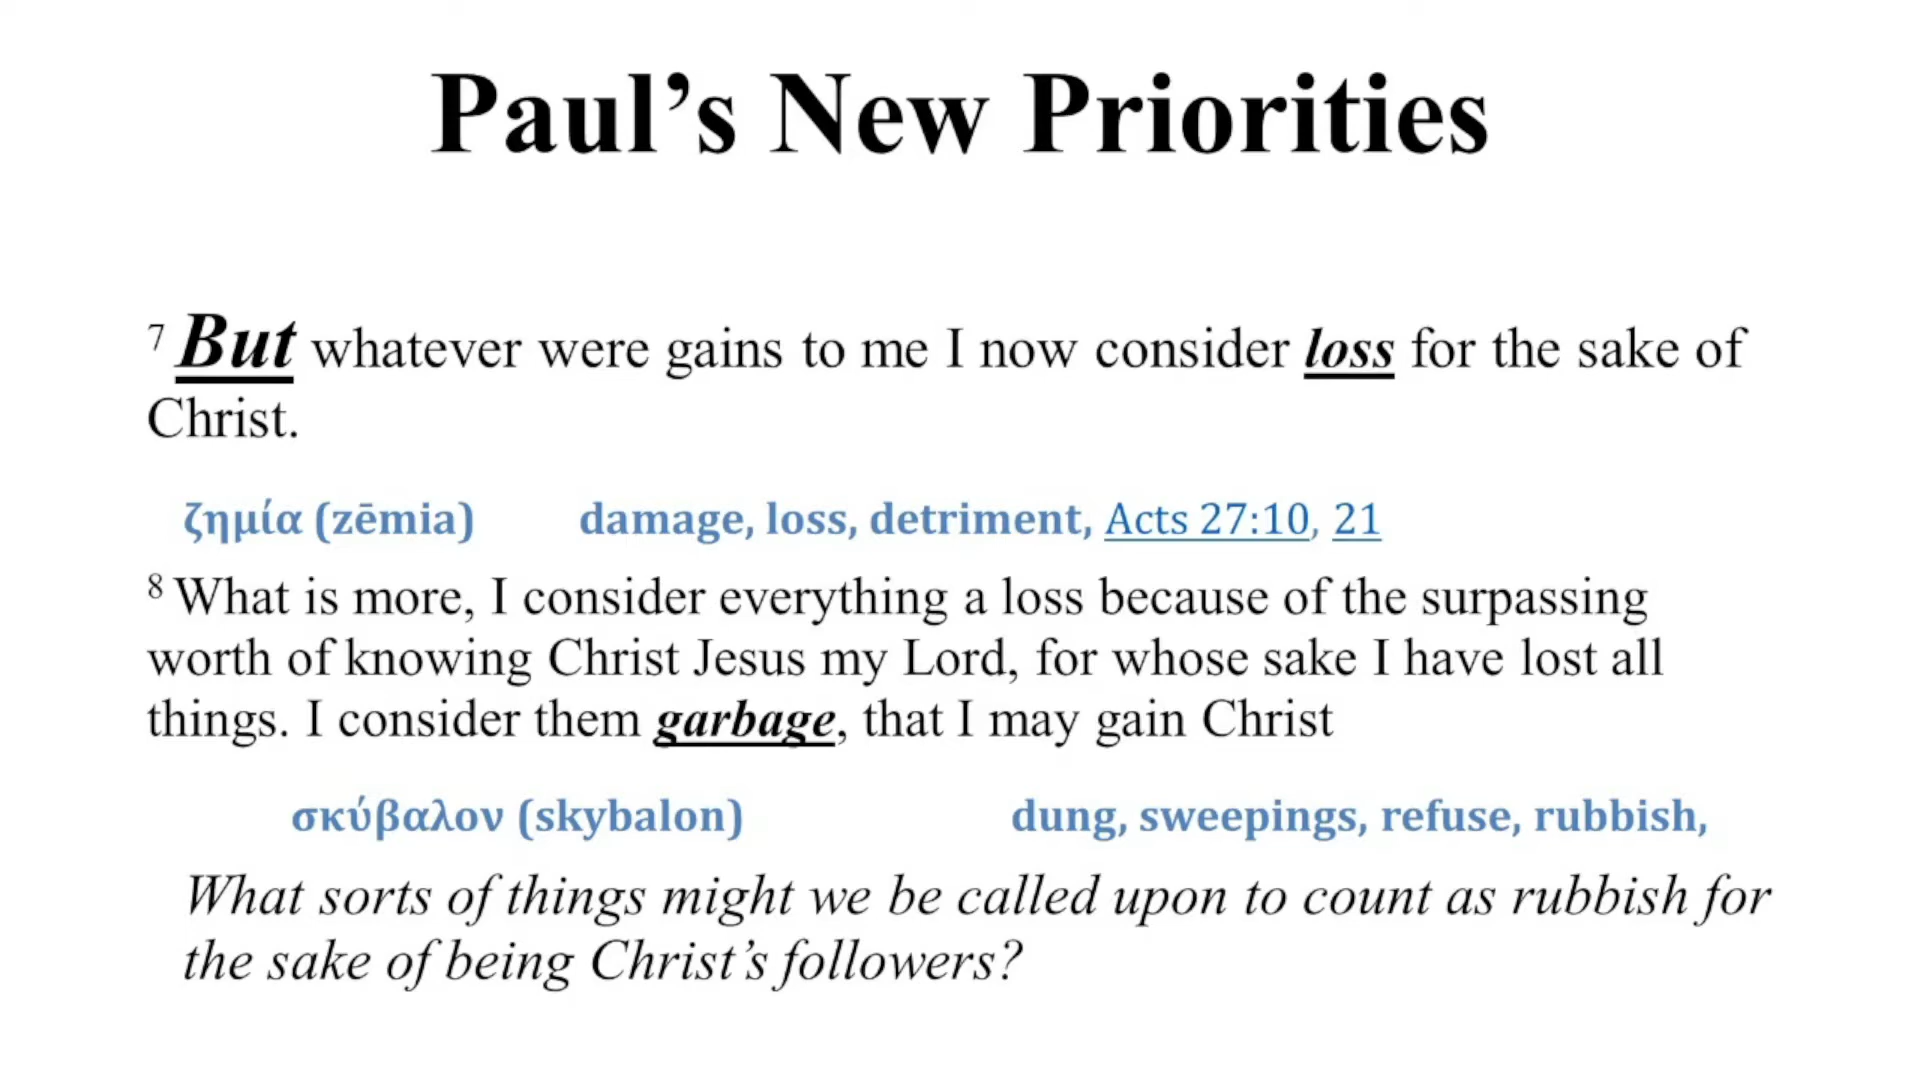 Paul’s New Priorities
7 But whatever were gains to me I now consider loss for the sake of
Christ.
ζημία (zēmia) damage, loss, detriment, Acts 27:10, 21
8 What is more, I consider everything a loss because of the surpassing
worth of knowing Christ Jesus my Lord, for whose sake I have lost all
things. I consider them garbage, that I may gain Christ
σκύβαλον (skybalon) dung, sweepings, refuse, rubbish,
What sorts of things might we be called upon to count as rubbish for
the sake of being Christ’s followers?